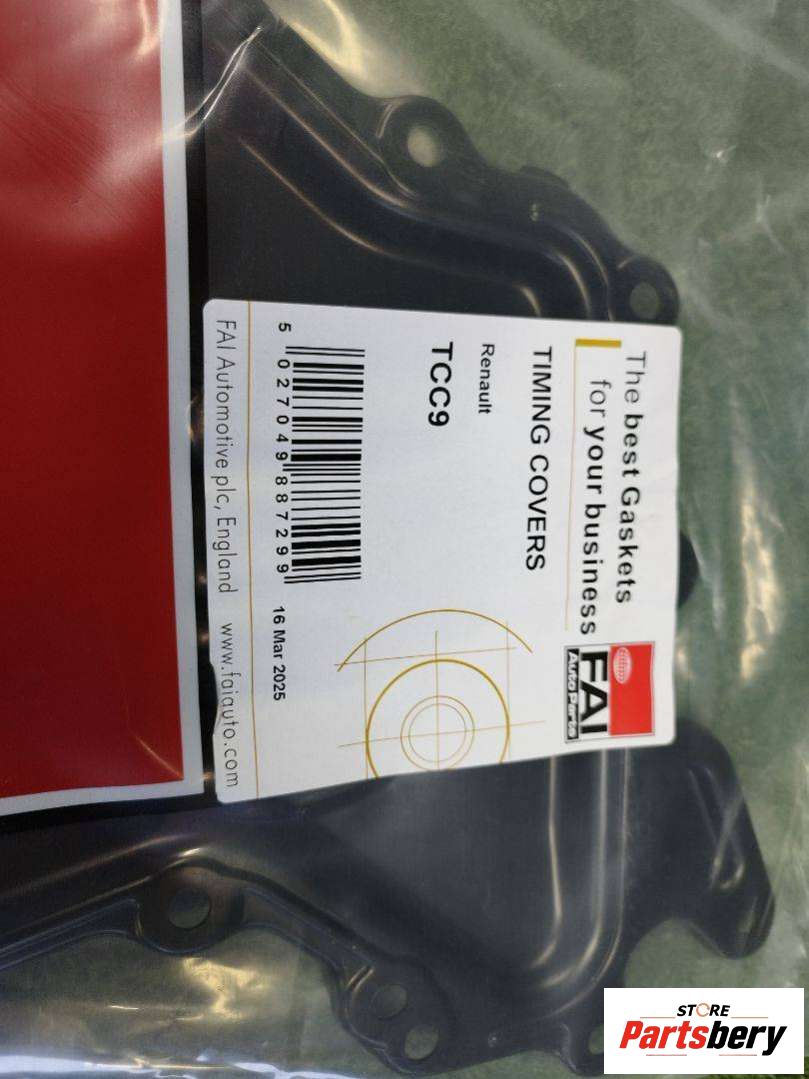 The best Gaskets
for your business
FAI
Auto Parts
TIMING COVERS
Renault
TCC9
5 027049 887299
16 Mar 2025
FAI Automotive plc, England www.faiauto.com
STORE
Partsbery